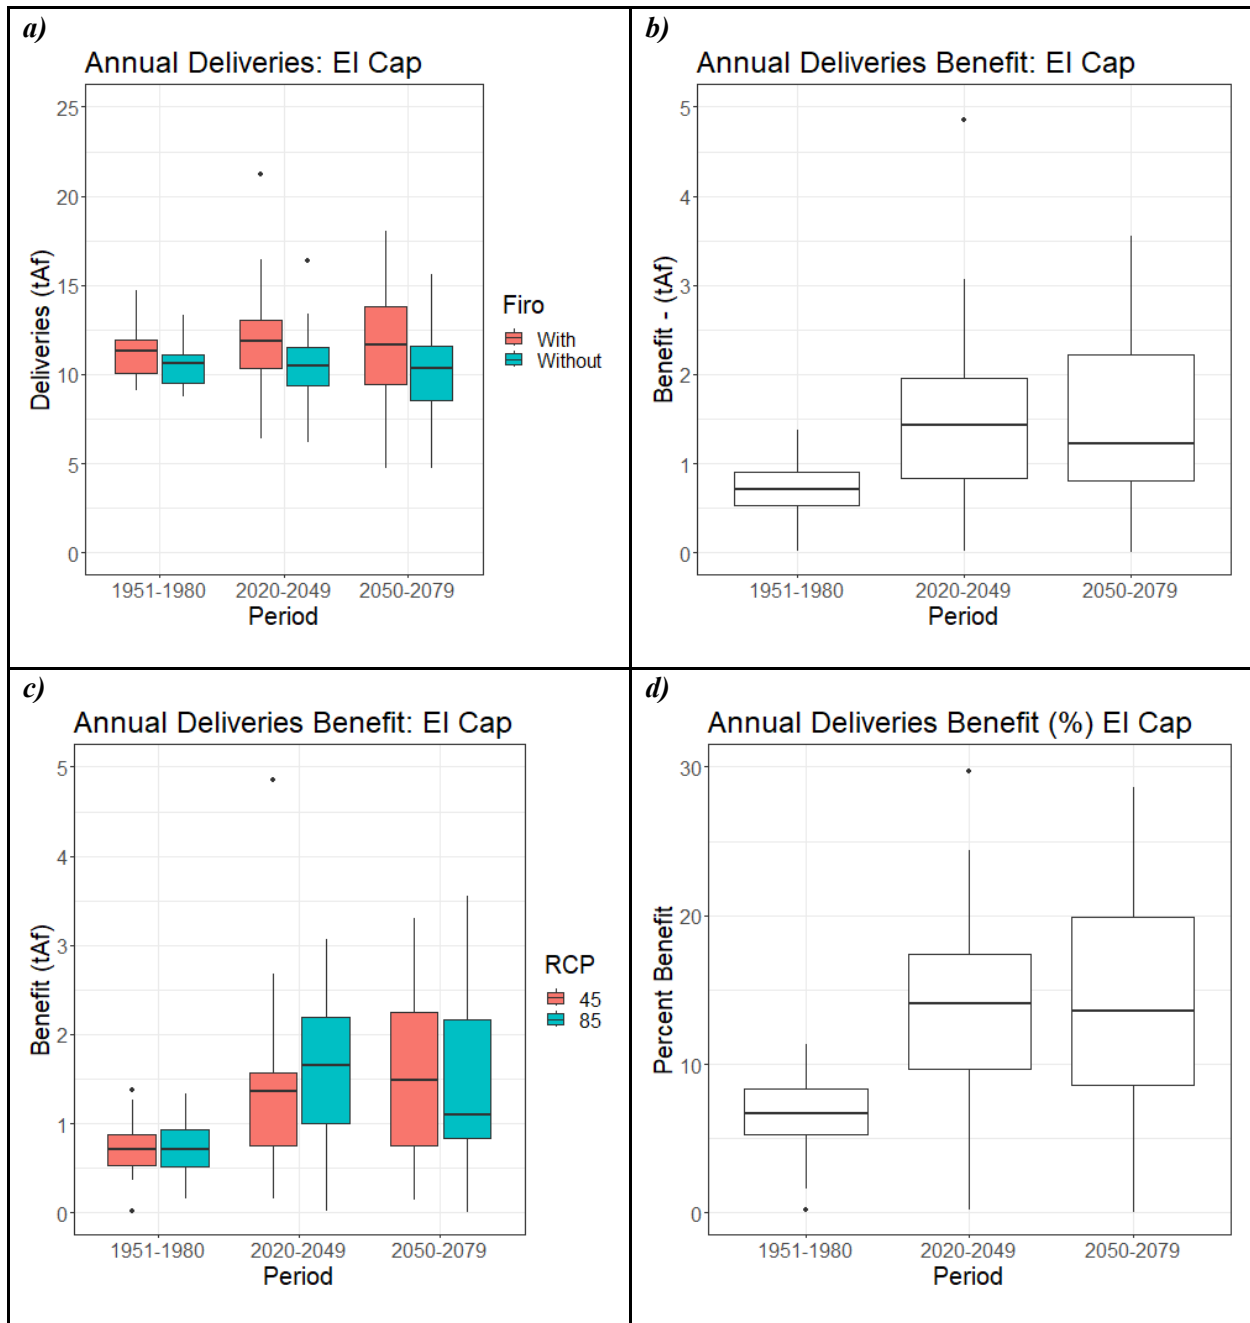 a)
Annual Deliveries: El Cap
25
20
15
10
5
0
Deliveries (tAf)
1951-1980 2020-2049 2050-2079
Period
Firo
With
Without
b)
Annual Deliveries Benefit: El Cap
5
4
3
2
1
0
Benefit - (tAf)
1951-1980 2020-2049 2050-2079
Period
c)
Annual Deliveries Benefit: El Cap
5
4
3
2
1
0
Benefit (tAf)
1951-1980 2020-2049 2050-2079
Period
RCP
45
85
d)
Annual Deliveries Benefit (%) El Cap
30
20
10
0
Percent Benefit
1951-1980 2020-2049 2050-2079
Period